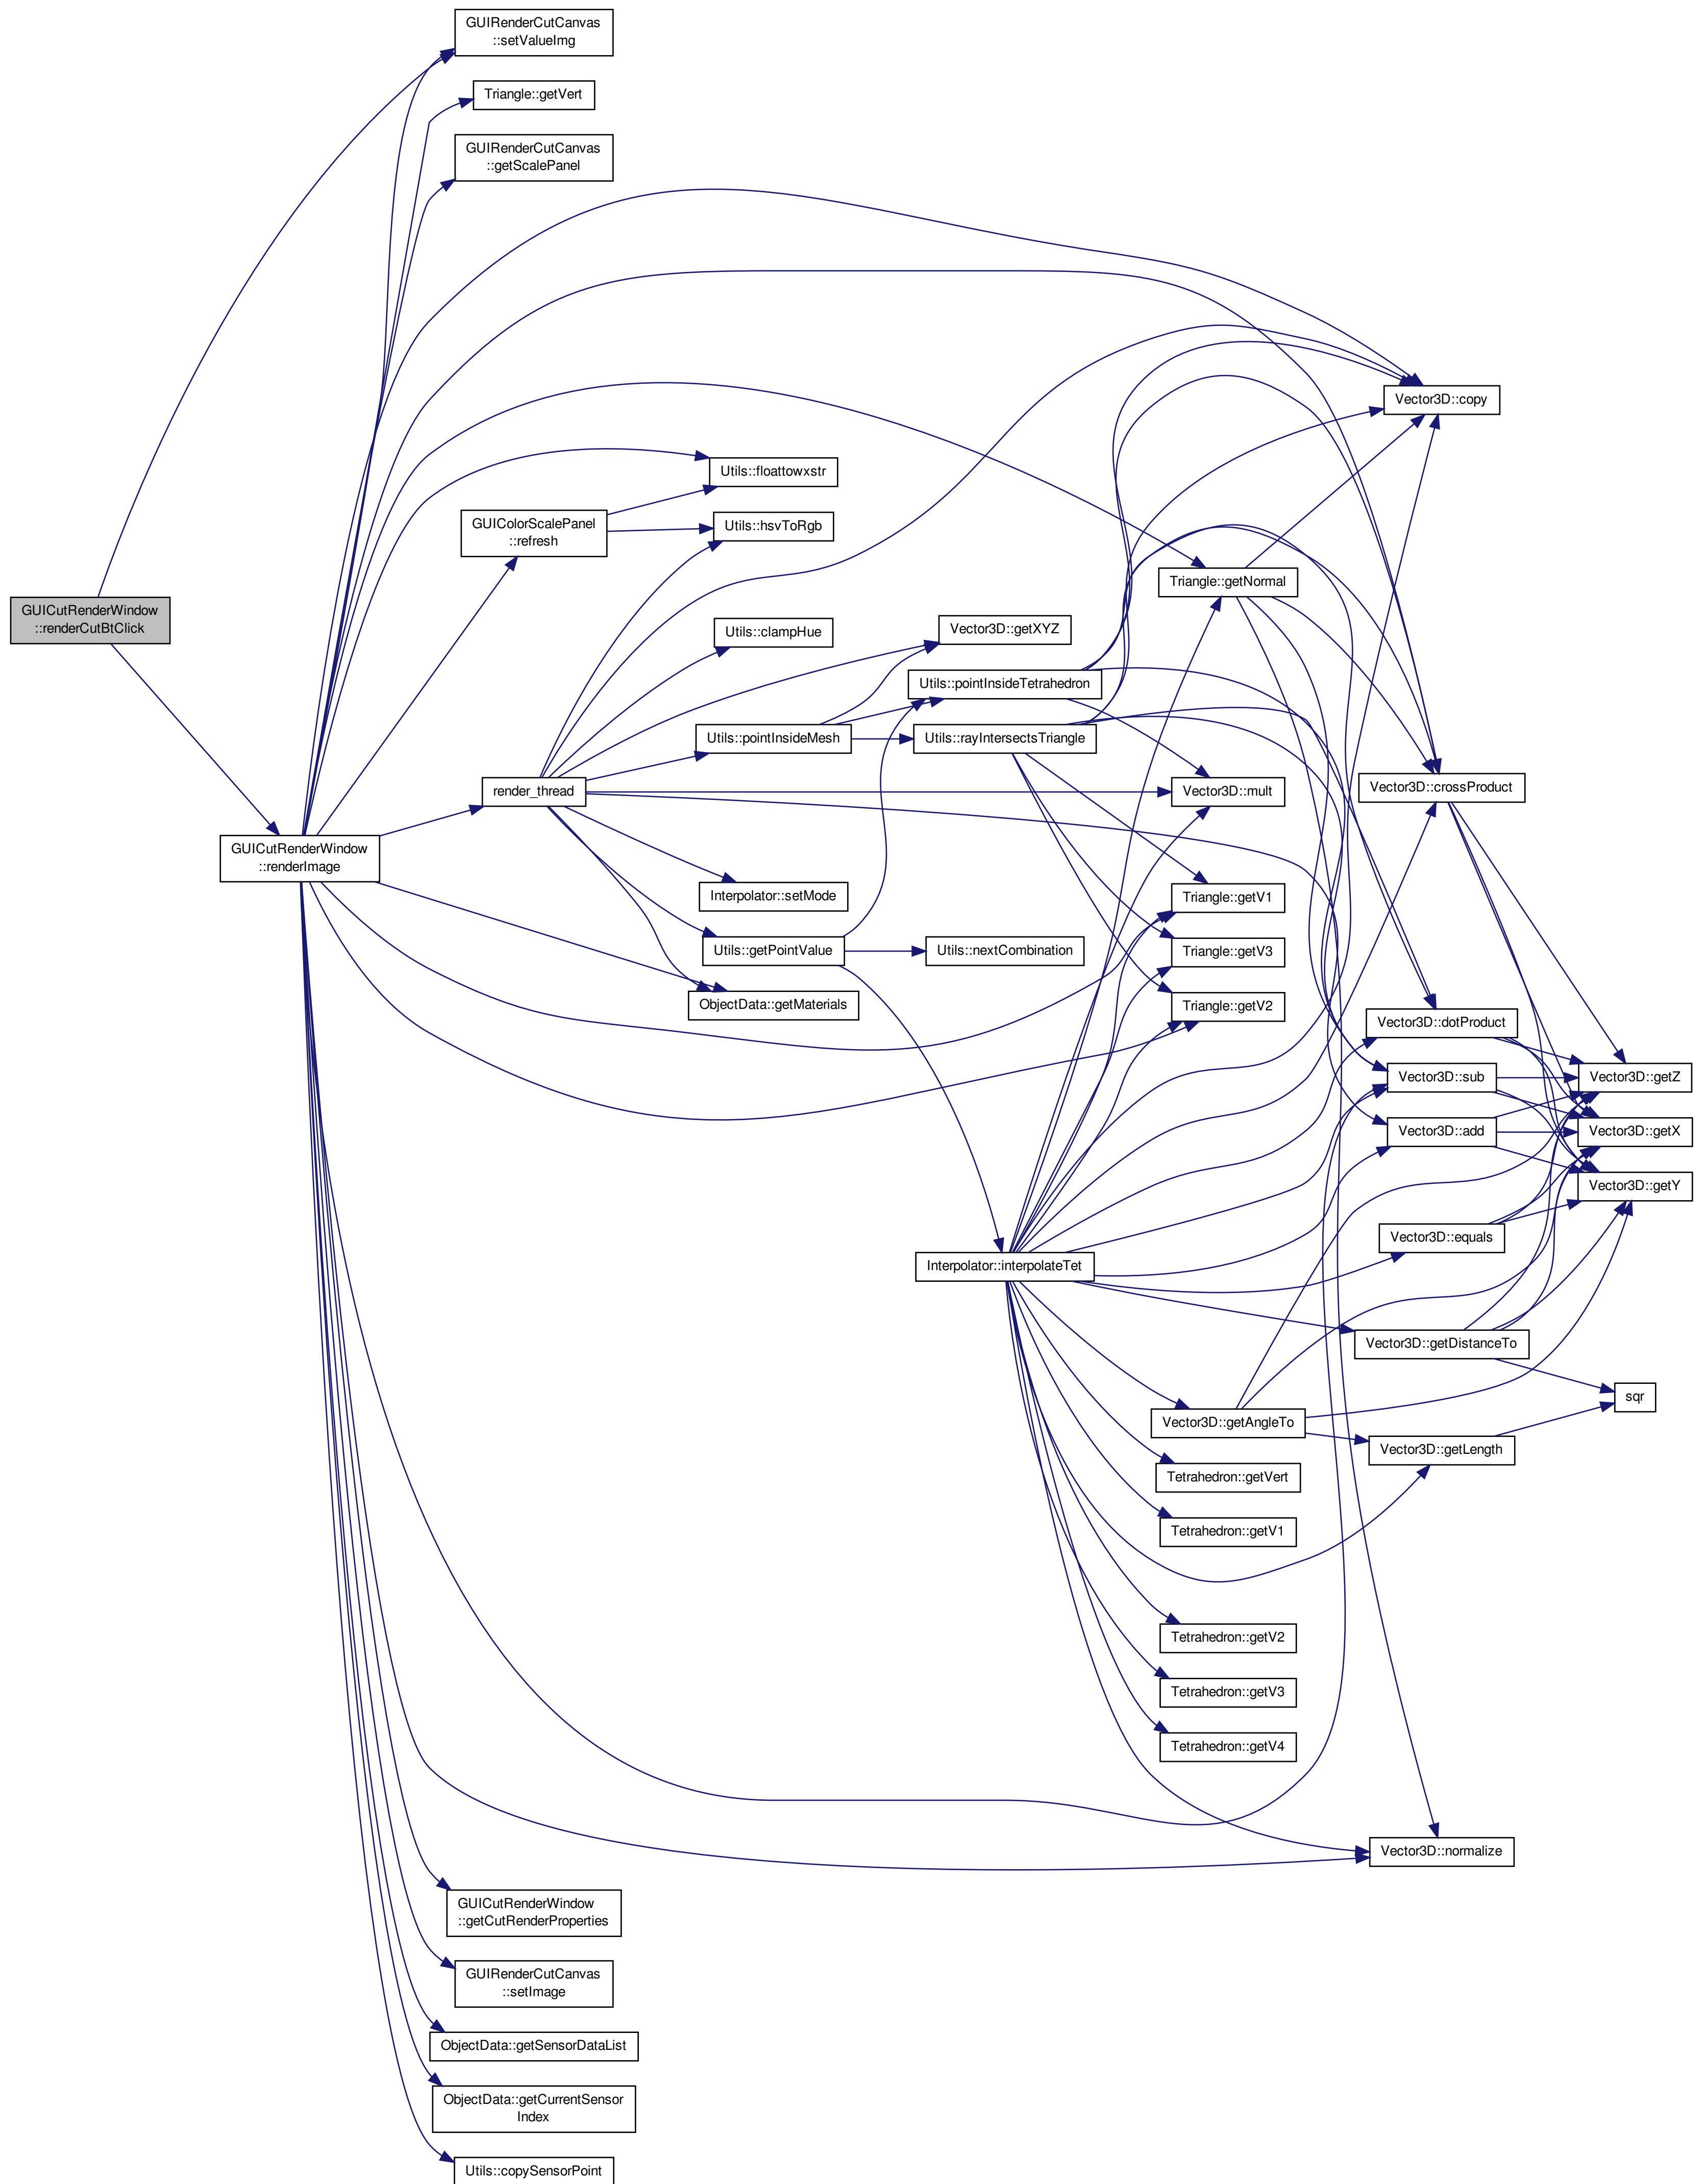 GUIRenderCutCanvas
::setValueImg
Triangle::getVert
GUIRenderCutCanvas
::getScalePanel
Vector3D::copy
Utils::floattowxstr
GUIColorScalePanel
::refresh
Utils::hsvToRgb
Triangle::getNormal
GUICutRenderWindow
::renderCutBtClick
Utils::clampHue
Vector3D::getXYZ
Utils::pointInsideTetrahedron
Utils::pointInsideMesh
Utils::rayIntersectsTriangle
render_thread
Vector3D::mult
Vector3D::crossProduct
GUICutRenderWindow
::renderImage
Interpolator::setMode
Triangle::getV1
Utils::getPointValue
Utils::nextCombination
Triangle::getV3
ObjectData::getMaterials
Triangle::getV2
Vector3D::dotProduct
Vector3D::sub
Vector3D::getZ
Vector3D::add
Vector3D::getX
Vector3D::getY
Vector3D::equals
Interpolator::interpolateTet
Vector3D::getDistanceTo
sqr
Vector3D::getAngleTo
Vector3D::getLength
Tetrahedron::getVert
Tetrahedron::getV1
Tetrahedron::getV2
Tetrahedron::getV3
Tetrahedron::getV4
Vector3D::normalize
GUICutRenderWindow
::getCutRenderProperties
GUIRenderCutCanvas
::setImage
ObjectData::getSensorDataList
ObjectData::getCurrentSensor
Index
Utils::copySensorPoint